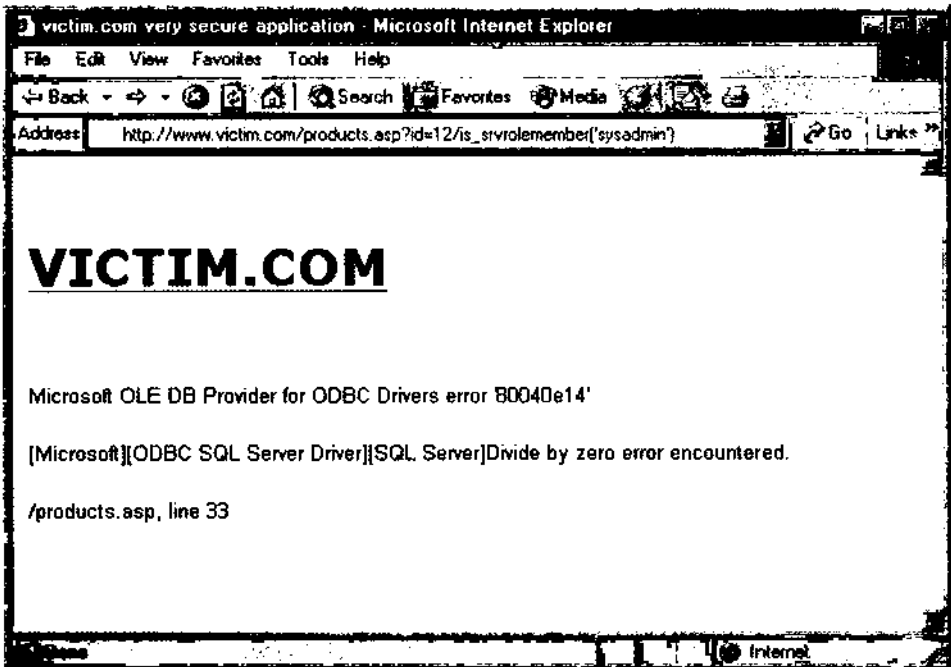 victim.com very secure application - Microsoft Internet Explorer
File Edit View Favorites Tools Help
Back Search Favorites Media
Address http://www.victim.com/products.asp?id=12/is_srvrolemember('sysadmin') Go Links »
VICTIM.COM
Microsoft OLE DB Provider for ODBC Drivers error '80040e14'
[Microsoft][ODBC SQL Server Driver][SQL Server]Divide by zero error encountered.
/products.asp, line 33
Done Internet